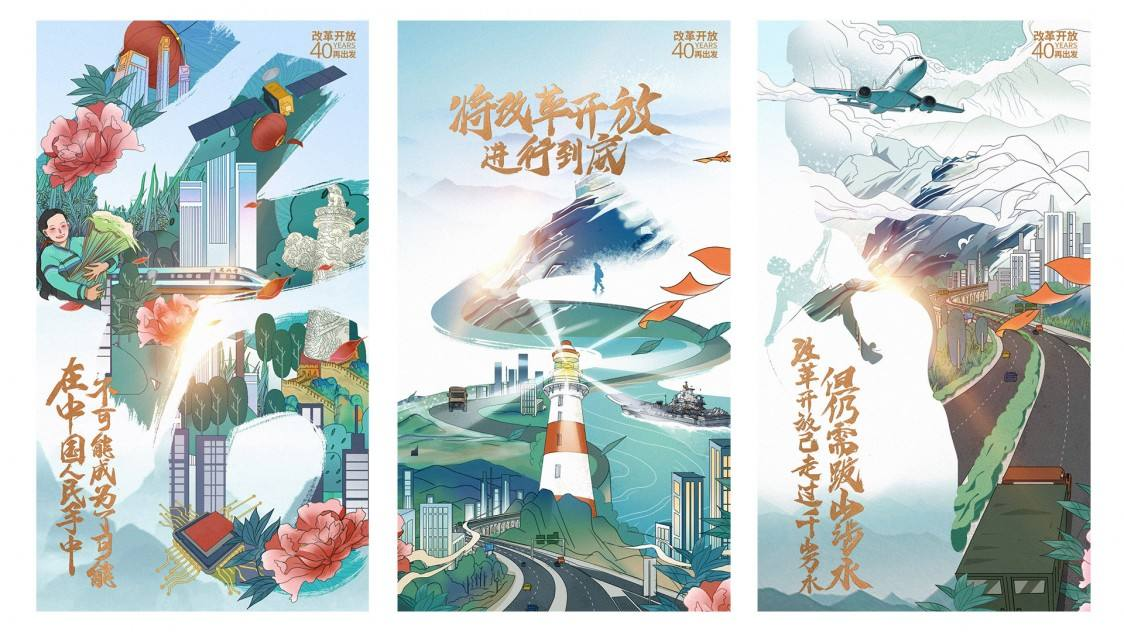 改革开放
40 YEARS
再出发
在中国人民手中
不可能成为了可能
改革开放
40 YEARS
再出发
将改革开放
进行到底
改革开放
40 YEARS
再出发
改革开放已走过千山万水
但仍需跋山涉水